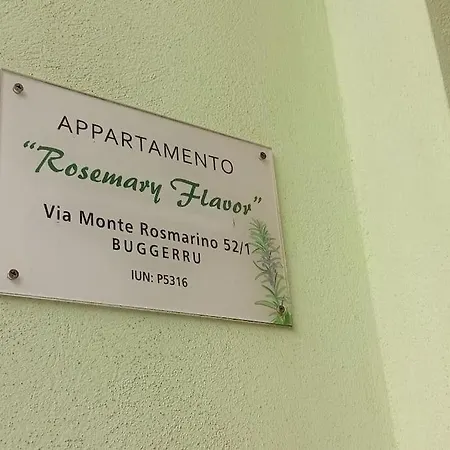 APPARTAMENTO
“Rosemary Flavor”
Via Monte Rosmarino 52/1
BUGGERRU
IUN: P5316